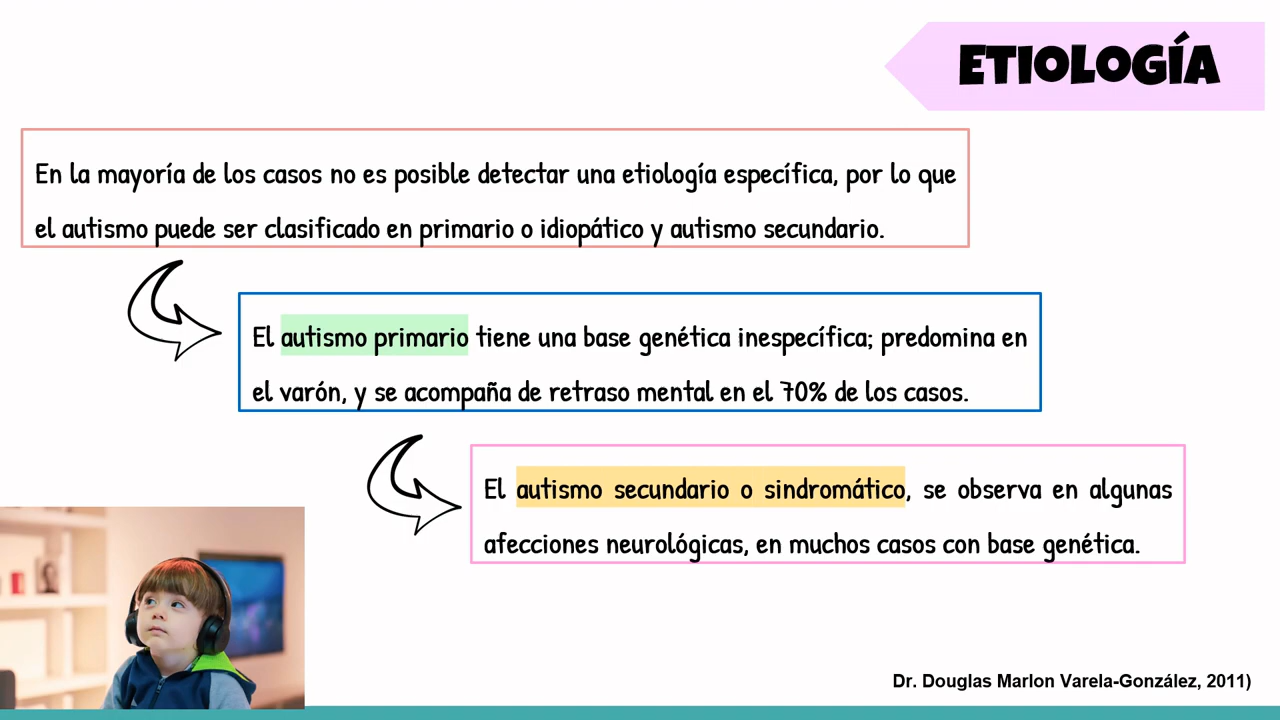 ETIOLOGÍA
En la mayoría de los casos no es posible detectar una etiología específica, por lo que
el autismo puede ser clasificado en primario o idiopático y autismo secundario.
El autismo primario tiene una base genética inespecífica; predomina en
el varón, y se acompaña de retraso mental en el 70% de los casos.
El autismo secundario o sindromático, se observa en algunas
afecciones neurológicas, en muchos casos con base genética.
Dr. Douglas Marlon Varela-González, 2011)